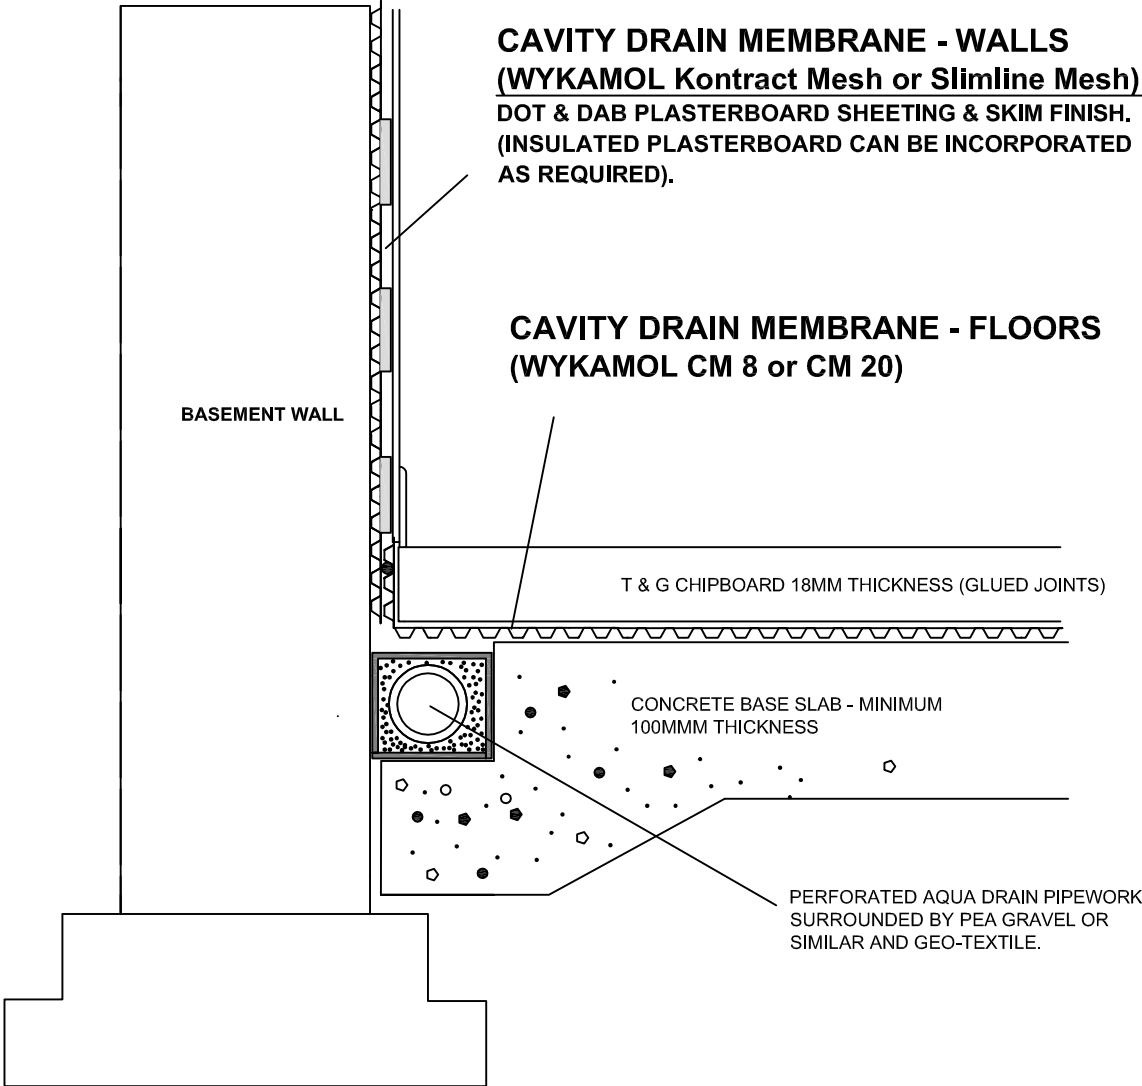 CAVITY DRAIN MEMBRANE - WALLS
(WYKAMOL Kontract Mesh or Slimline Mesh)
DOT & DAB PLASTERBOARD SHEETING & SKIM FINISH.
(INSULATED PLASTERBOARD CAN BE INCORPORATED
AS REQUIRED).
CAVITY DRAIN MEMBRANE - FLOORS
(WYKAMOL CM 8 or CM 20)
BASEMENT WALL
T & G CHIPBOARD 18MM THICKNESS (GLUED JOINTS)
CONCRETE BASE SLAB - MINIMUM
100MMM THICKNESS
PERFORATED AQUA DRAIN PIPEWORK
SURROUNDED BY PEA GRAVEL OR
SIMILAR AND GEO-TEXTILE.